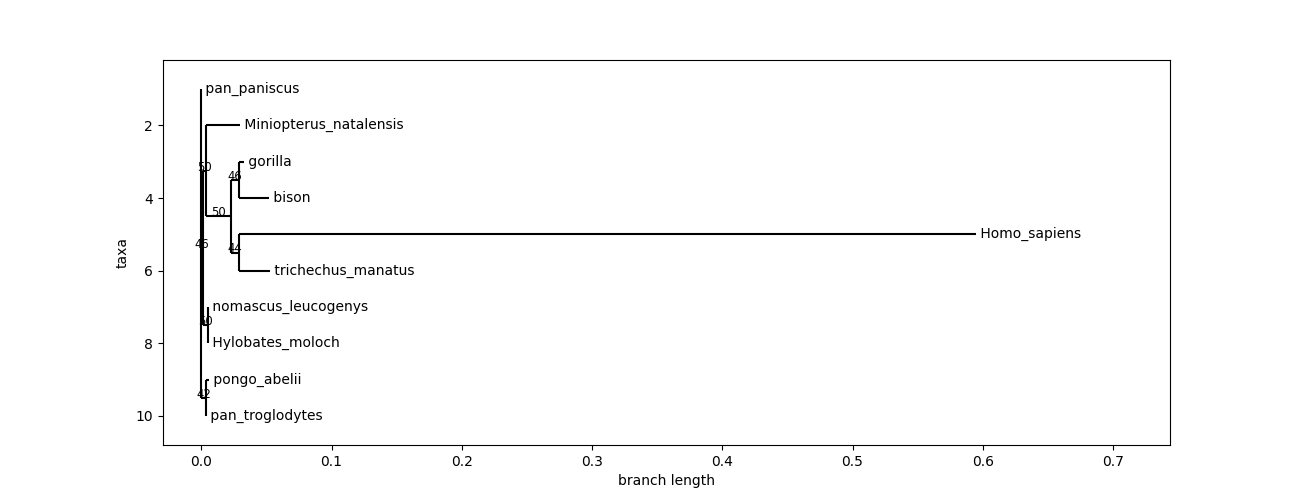 pan_paniscus
2
Miniopterus_natalensis
50
gorilla
46
4
bison
50
Homo_sapiens
taxa
44
6
trichechus_manatus
nomascus_leucogenys
8
Hylobates_moloch
pongo_abelii
42
10
pan_troglodytes
0.0 0.1 0.2 0.3 0.4 0.5 0.6 0.7
branch length